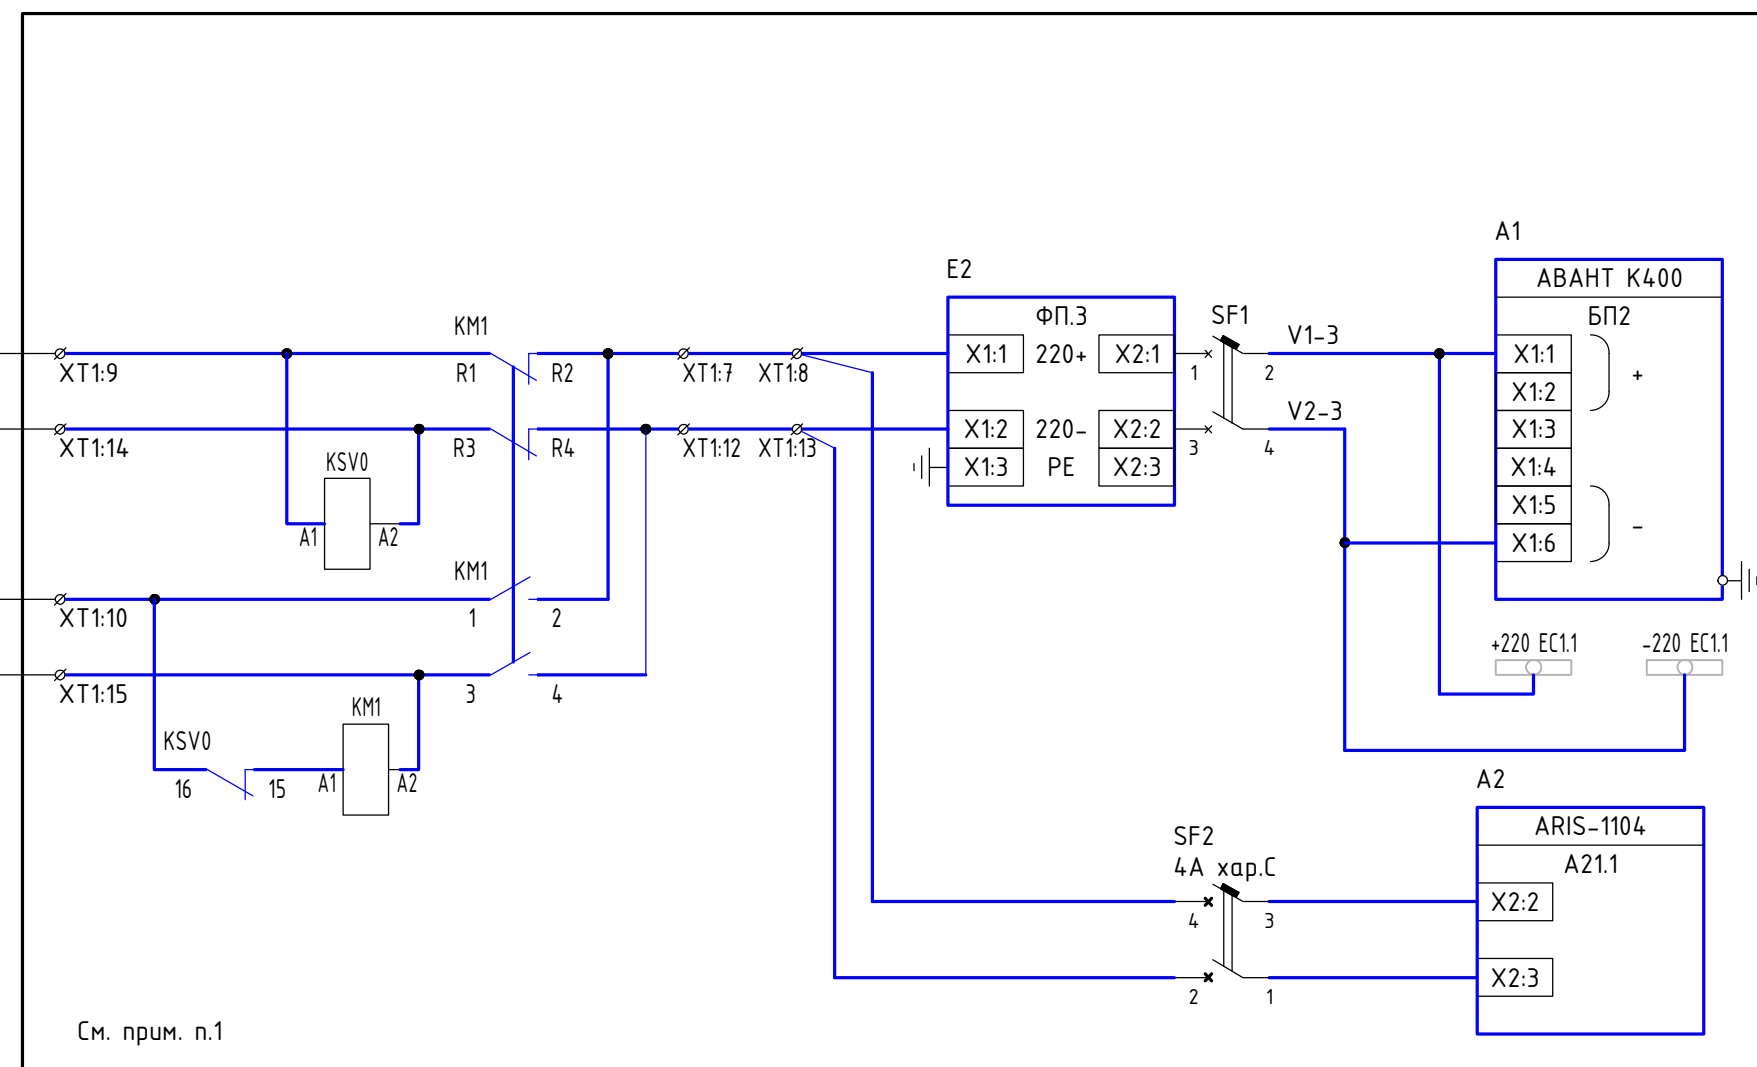 A1
E2
АВАНТ К400
ФП.3
SF1
БП2
KM1
V1-3
X1:1 220+ X2:1
X1:1
XT1:9
R1
R2
XT1:7
XT1:8
1
2
+
X1:2
V2-3
X1:2 220- X2:2
X1:3
XT1:14
R3
R4
XT1:12
XT1:13
3
4
KSV0
X1:3 PE X2:3
X1:4
X1:5
-
A1
A2
X1:6
KM1
XT1:10
1
2
+220 EC1.1
-220 EC1.1
XT1:15
3
4
KM1
KSV0
16
15
A1
A2
A2
SF2
ARIS-1104
4А хар.С
A21.1
X2:2
4
3
X2:3
2
1
См. прим. п.1